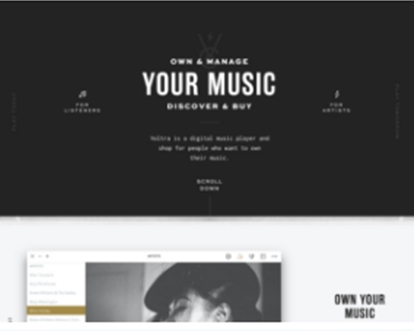 OWN & MANAGE
YOUR MUSIC
DISCOVER & BUY
FOR
LISTENERS
FOR
ARTISTS
Voltra is a digital music player and
shop for people who want to own
their music.
SCROLL
DOWN
OWN YOUR
MUSIC